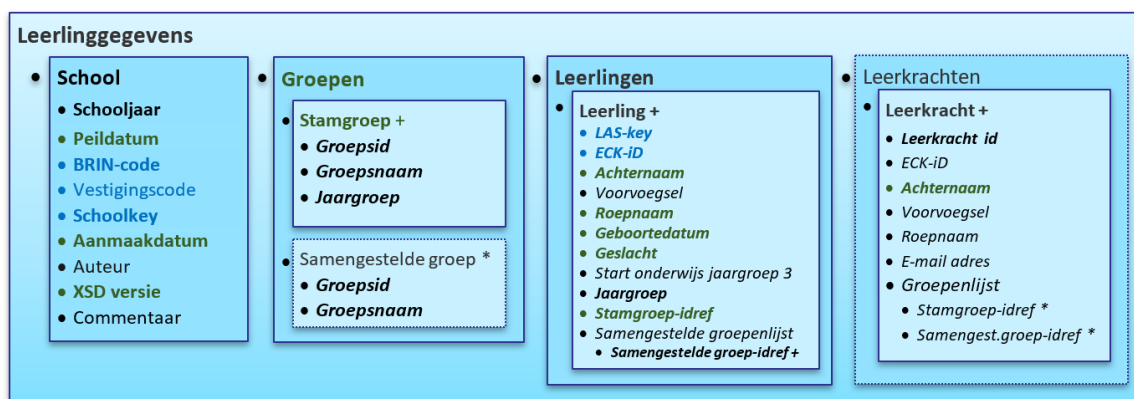 Leerlinggegevens
• School
• Schooljaar
• Peildatum
• BRIN-code
• Vestigingscode
• Schoolkey
• Aanmaakdatum
• Auteur
• XSD versie
• Commentaar
• Groepen
• Stamgroep +
• Groepsid
• Groepsnaam
• Jaargroep
• Samengestelde groep *
• Groepsid
• Groepsnaam
• Leerlingen
• Leerling +
• LAS-key
• ECK-iD
• Achternaam
• Voorvoegsel
• Roepnaam
• Geboortedatum
• Geslacht
• Start onderwijs jaargroep 3
• Jaargroep
• Stamgroep-idref
• Samengestelde groepenlijst
• Samengestelde groep-idref +
• Leerkrachten
• Leerkracht +
• Leerkracht id
• ECK-iD
• Achternaam
• Voorvoegsel
• Roepnaam
• E-mail adres
• Groepenlijst
• Stamgroep-idref *
• Samengest.groep-idref *